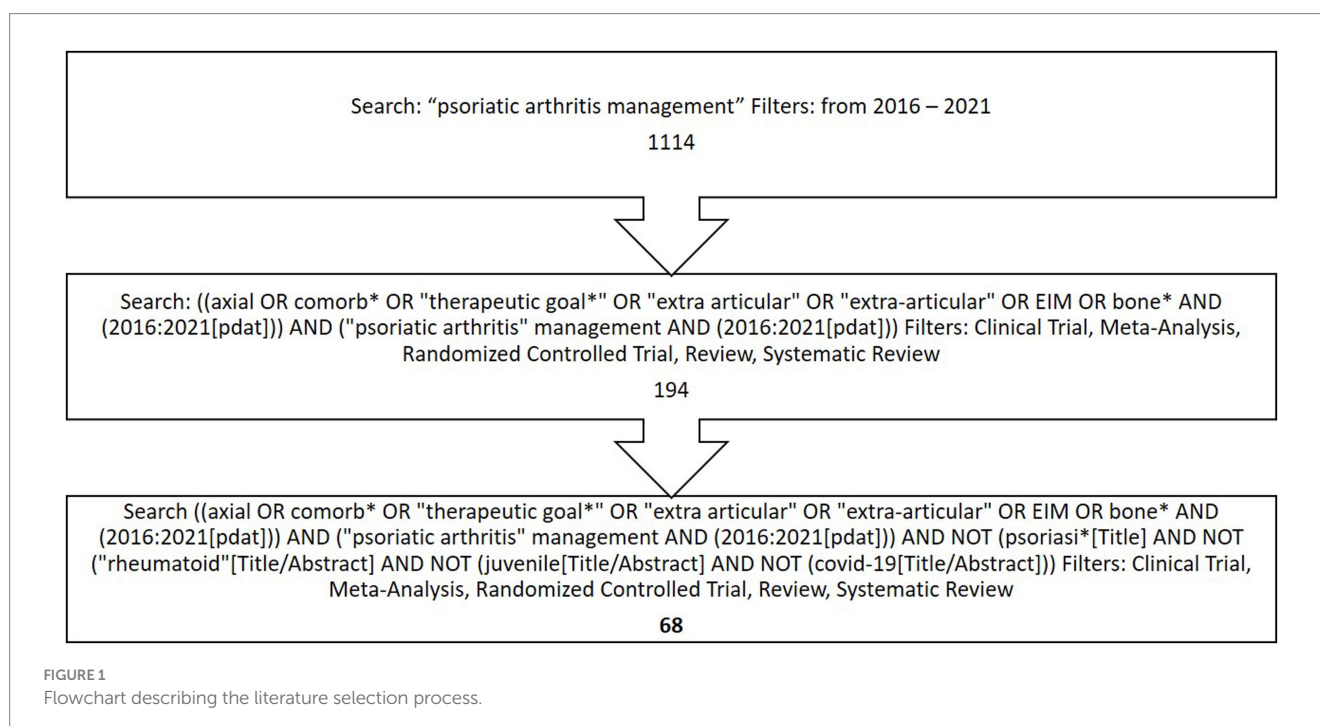 Search: “psoriatic arthritis management” Filters: from 2016 – 2021
1114
Search: ((axial OR comorb* OR "therapeutic goal*" OR "extra articular" OR "extra-articular" OR EIM OR bone* AND
(2016:2021[pdat])) AND ("psoriatic arthritis" management AND (2016:2021[pdat])) Filters: Clinical Trial, Meta-Analysis,
Randomized Controlled Trial, Review, Systematic Review
194
Search ((axial OR comorb* OR "therapeutic goal*" OR "extra articular" OR "extra-articular" OR EIM OR bone* AND
(2016:2021[pdat])) AND ("psoriatic arthritis" management AND (2016:2021[pdat])) AND NOT (psoriasi*[Title] AND NOT
("rheumatoid"[Title/Abstract] AND NOT (juvenile[Title/Abstract] AND NOT (covid-19[Title/Abstract])) Filters: Clinical Trial,
Meta-Analysis, Randomized Controlled Trial, Review, Systematic Review
68
FIGURE 1
Flowchart describing the literature selection process.